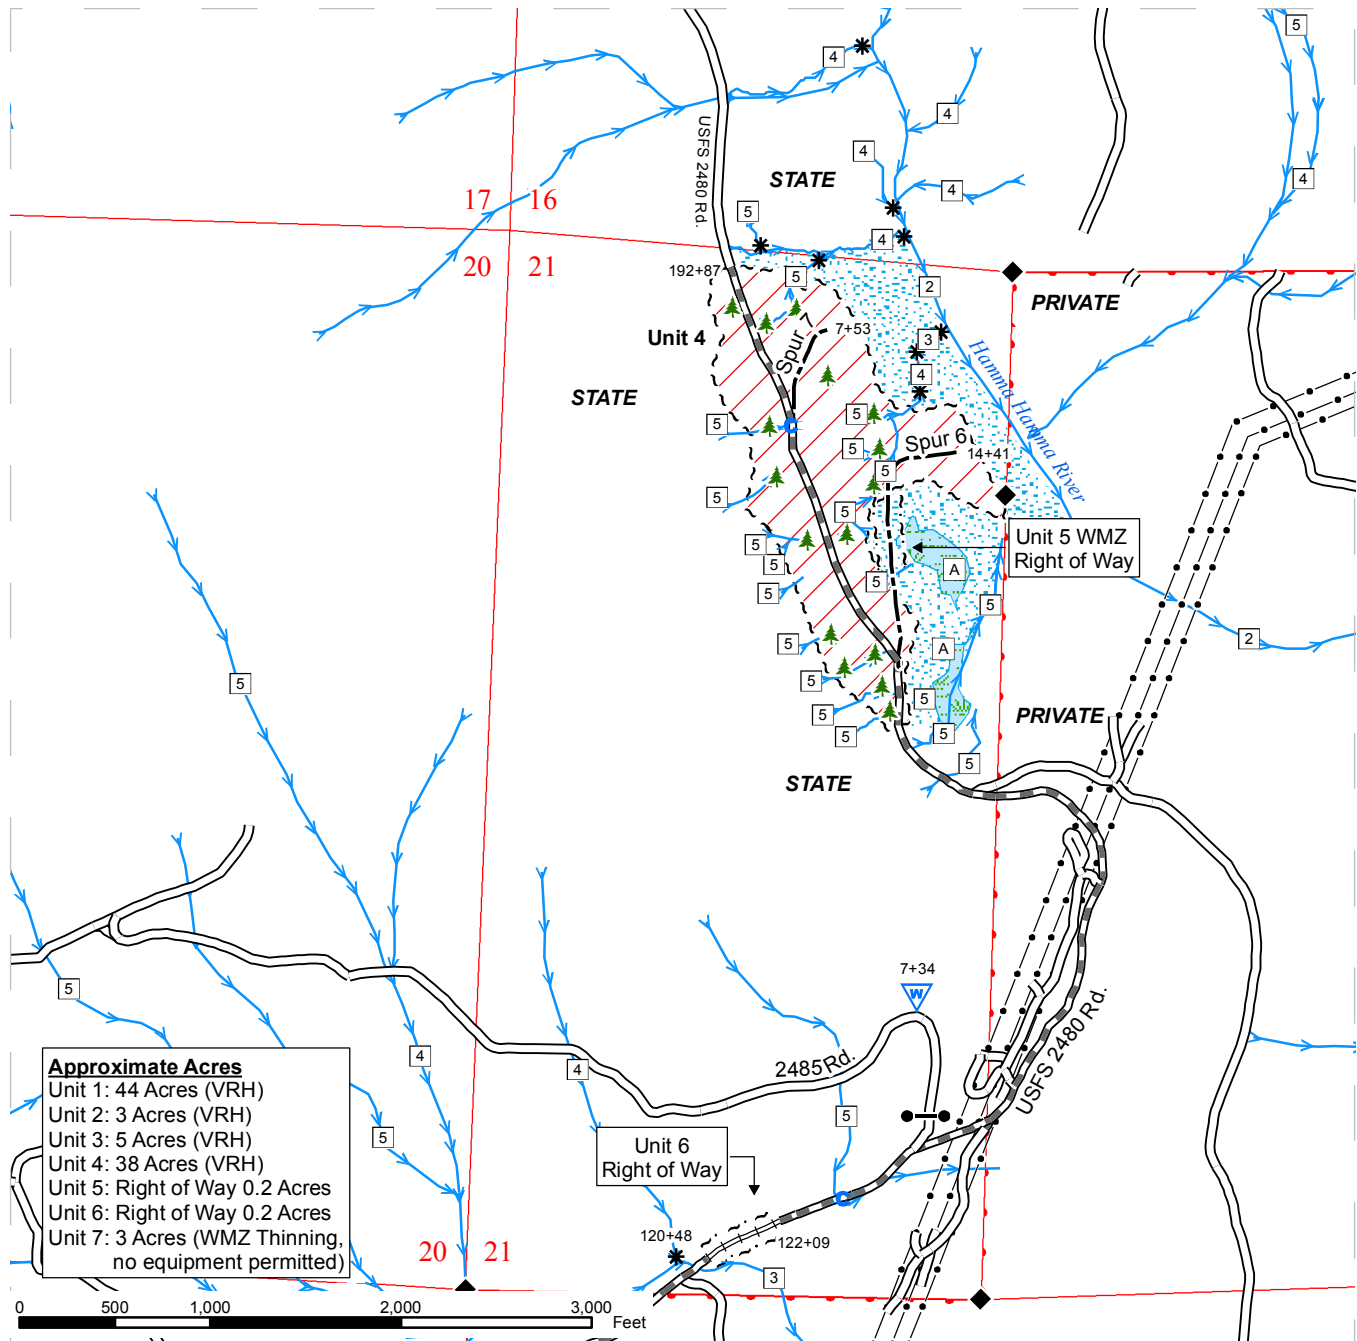 5
4
4
USFS 2480 Rd.
4
STATE
4
4
17 16
5
4
20 21
192+87
5
2
PRIVATE
Unit 4
Spur 7
7+53
3
Hamma Hamma River
4
STATE
5
5
5
Spur 6
14+41
5
5
5
Unit 5 WMZ
Right of Way
5
5
A
5
5
5
2
5
A
5
5
5
5
PRIVATE
5
5
5
STATE
7+34
W
5
USFS 2480 Rd.
2485 Rd.
4
4
5
5
Approximate Acres
Unit 1: 44 Acres (VRH)
Unit 2: 3 Acres (VRH)
Unit 3: 5 Acres (VRH)
Unit 4: 38 Acres (VRH)
Unit 5: Right of Way 0.2 Acres
Unit 6: Right of Way 0.2 Acres
Unit 7: 3 Acres (WMZ Thinning,
no equipment permitted)
Unit 6
Right of Way
120+48
122+09
20 21
3
0 500 1,000 2,000 3,000
Feet